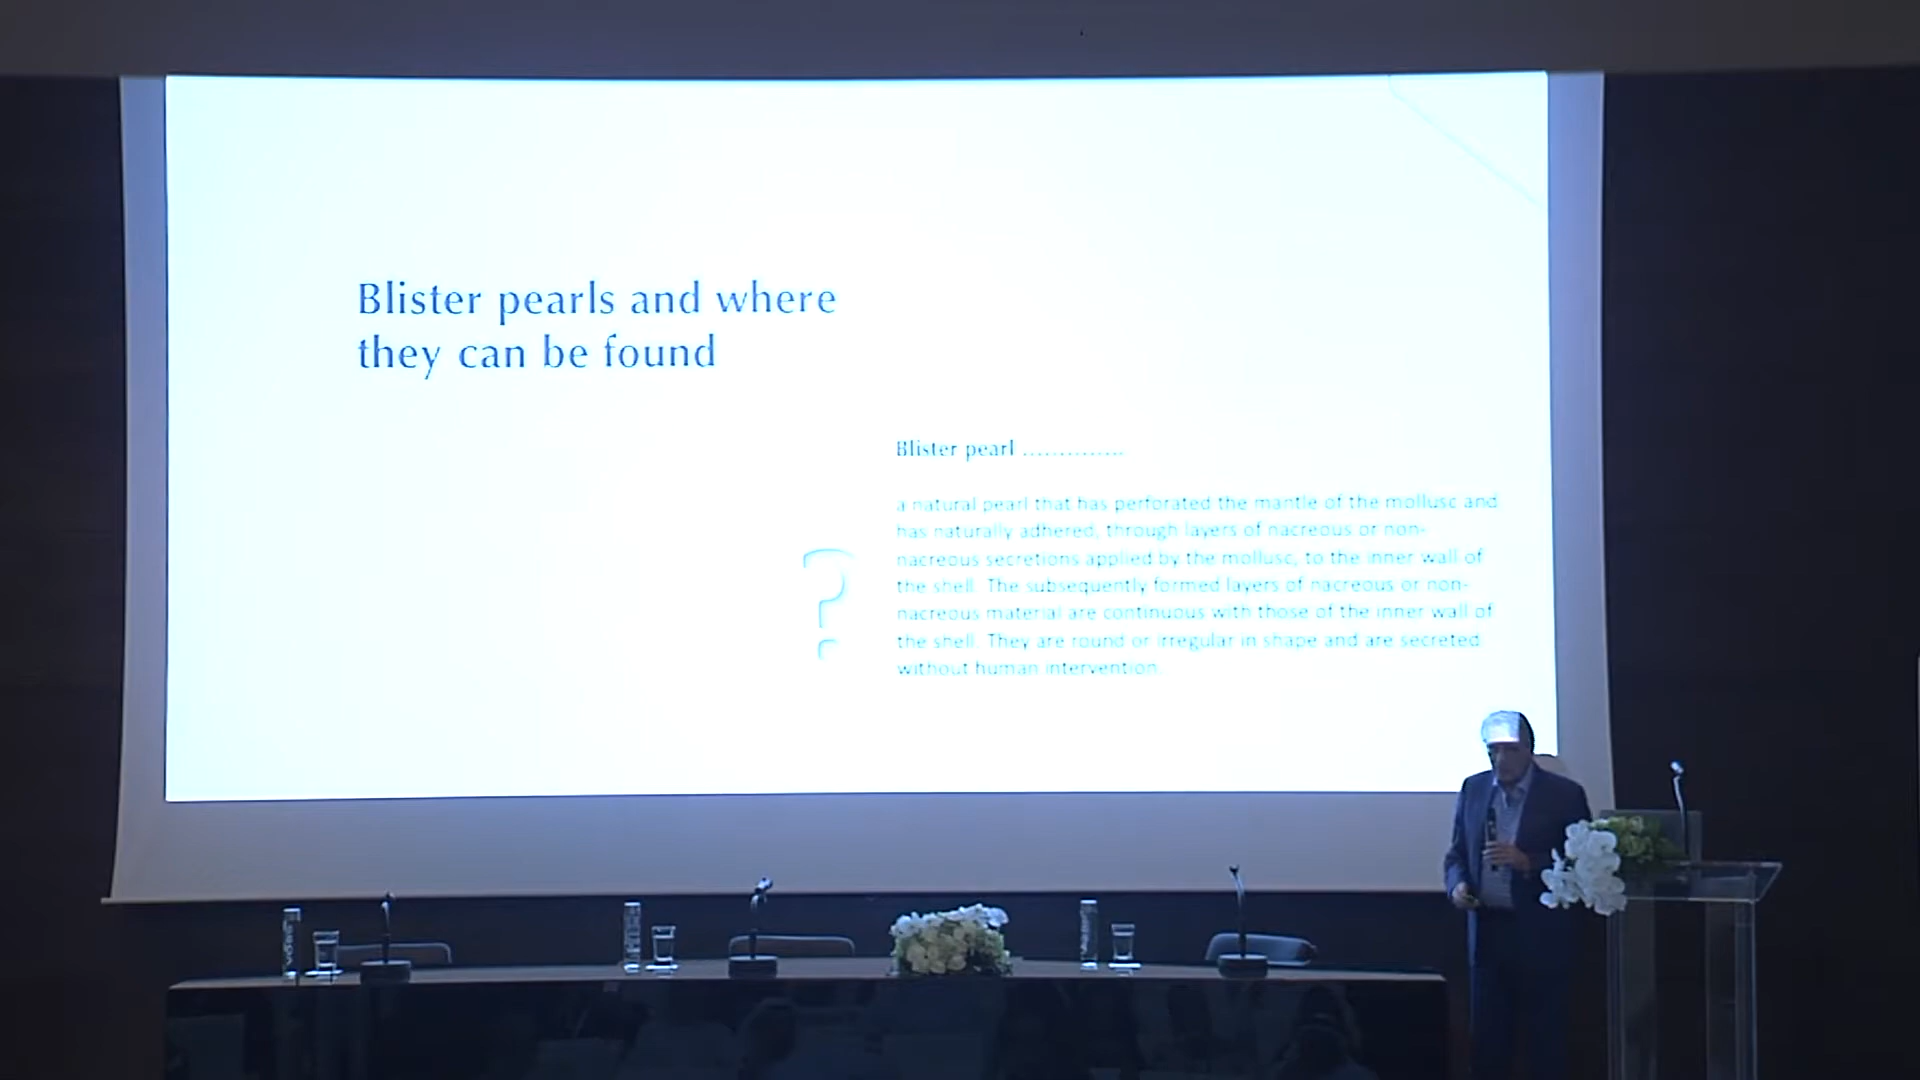 Blister pearls and where
they can be found
Blister pearl ..............
a natural pearl that has perforated the mantle of the mollusc and
has naturally adhered, through layers of nacreous or non-
nacreous secretions applied by the mollusc, to the inner wall of
the shell. The subsequently formed layers of nacreous or non-
nacreous material are continuous with those of the inner wall of
the shell. They are round or irregular in shape and are secreted
without human intervention.
?